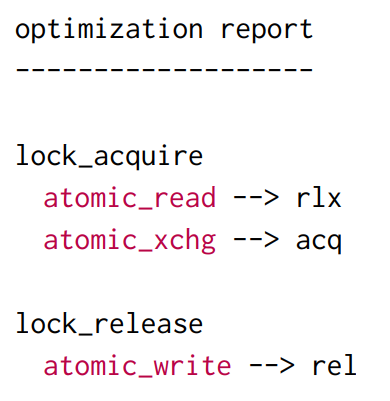 optimization report
-------------------
lock_acquire
atomic_read --> rlx
atomic_xchg --> acq
lock_release
atomic_write --> rel